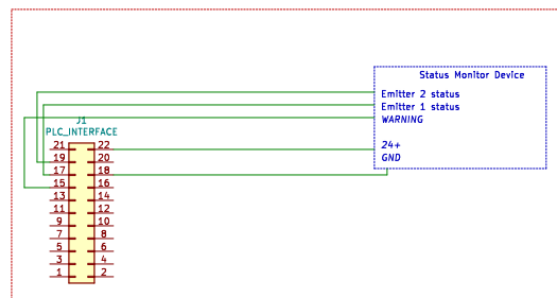 Status Monitor Device
Emitter 2 status
Emitter 1 status
WARNING
24+
GND
J1
PLC_INTERFACE
21 22
19 20
17 18
15 16
13 14
11 12
9 10
7 8
5 6
3 4
1 2